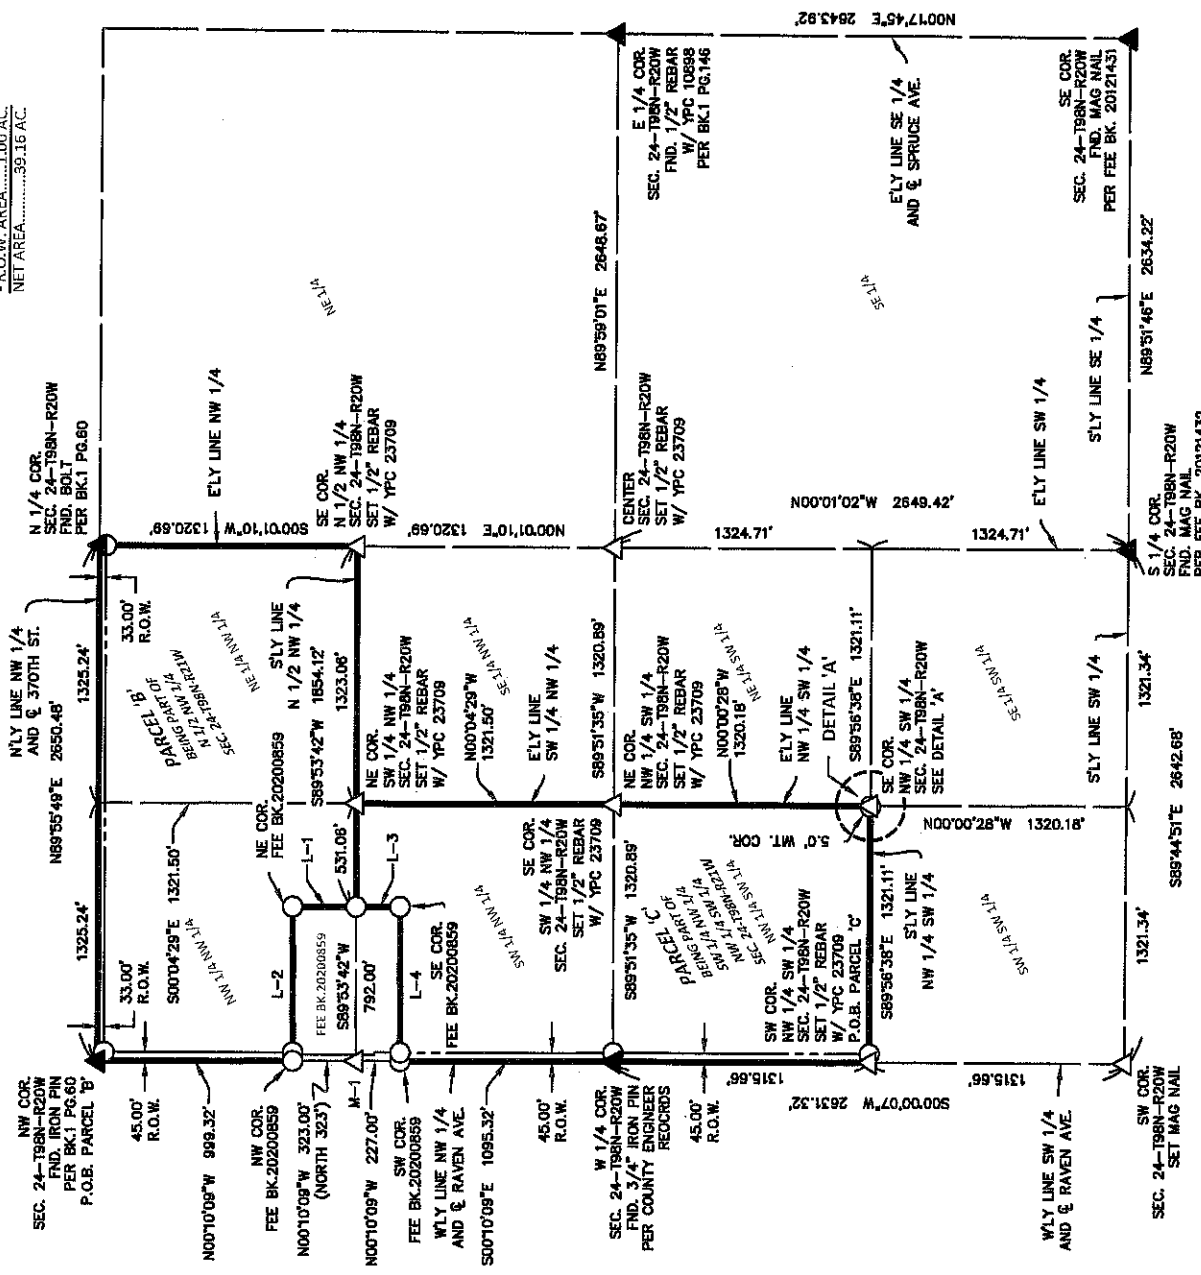 R.O.W. AREA......1.00 AC.
NET AREA............39.16 AC.
N'LY LINE NW 1/4
AND ℄ 370TH ST.
N 1/4 COR.
SEC. 24-T98N-R20W
FND. BOLT
PER BK.1 PG.60
NW COR.
SEC. 24-T98N-R20W
FND. IRON PIN
PER BK.1 PG.60
P.O.B. PARCEL 'B'
N89°55'49"E 2650.48'
1325.24'
1325.24'
33.00'
R.O.W.
33.00'
R.O.W.
45.00'
R.O.W.
E'LY LINE NW 1/4
S00°01'10"W
1320.69'
PARCEL 'B'
BEING PART OF
N 1/2 NW 1/4
SEC. 24-T98N-R21W
NE 1/4 NW 1/4
NW 1/4 NW 1/4
S00°04'29"E 1321.50'
NE 1/4
N00°10'09"W 999.32'
NW COR.
FEE BK.20200859
NE COR.
FEE BK.20200859
L-1
L-2
FEE BK.20200859
S89°53'42"W
792.00'
531.06'
L-3
L-4
M-1
S89°53'42"W 1854.12'
1323.06'
S'LY LINE
N 1/2 NW 1/4
SE COR.
N 1/2 NW 1/4
SEC. 24-T98N-R20W
SET 1/2" REBAR
W/ YPC 23709
N00°10'09"W 323.00'
(NORTH 323')
N00°10'09"W 227.00'
SW COR.
FEE BK.20200859
SE COR.
FEE BK.20200859
W'LY LINE NW 1/4
AND ℄ RAVEN AVE.
S00°10'09"E 1095.32'
45.00'
R.O.W.
SW 1/4 NW 1/4
NE COR.
SW 1/4 NW 1/4
SEC. 24-T98N-R20W
SET 1/2" REBAR
W/ YPC 23709
N00°04'29"W
1321.50'
E'LY LINE
SW 1/4 NW 1/4
SE 1/4 NW 1/4
N00°01'10"E
1320.69'
SE COR.
SW 1/4 NW 1/4
SEC. 24-T98N-R20W
SET 1/2" REBAR
W/ YPC 23709
CENTER
SEC. 24-T98N-R20W
SET 1/2" REBAR
W/ YPC 23709
N89°59'01"E 2648.67'
E 1/4 COR.
SEC. 24-T98N-R20W
FND. 1/2" REBAR
W/ YPC 10898
PER BK.1 PG.146
W 1/4 COR.
SEC. 24-T98N-R20W
FND. 3/4" IRON PIN
PER COUNTY ENGINEER
REOCRDS
S89°51'35"W 1320.89'
S89°51'35"W 1320.89'
45.00'
R.O.W.
NE COR.
NW 1/4 SW 1/4
SEC. 24-T98N-R20W
SET 1/2" REBAR
W/ YPC 23709
N00°00'28"W
1320.18'
E'LY LINE
NW 1/4 SW 1/4
NE 1/4 SW 1/4
PARCEL 'C'
BEING PART OF
SW 1/4 NW 1/4
NW 1/4 SW 1/4
SEC. 24-T98N-R21W
NW 1/4 SW 1/4
1315.66'
S00°00'07"W 2631.32'
1315.66'
SW COR.
NW 1/4 SW 1/4
SEC. 24-T98N-R20W
SET 1/2" REBAR
W/ YPC 23709
P.O.B. PARCEL 'C'
5.0' WIT. COR.
DETAIL 'A'
S89°56'38"E 1321.11'
S89°56'38"E 1321.11'
S'LY LINE
NW 1/4 SW 1/4
SE COR.
NW 1/4 SW 1/4
SEC. 24-T98N-R20W
SEE DETAIL 'A'
N00°00'28"W 1320.18'
N00°01'02"W 2649.42'
1324.71'
1324.71'
SE 1/4
E'LY LINE SE 1/4
AND ℄ SPRUCE AVE.
N00°17'45"E 2643.92'
SW 1/4 SW 1/4
SE 1/4 SW 1/4
E'LY LINE SW 1/4
S'LY LINE SW 1/4
S'LY LINE SE 1/4
W'LY LINE SW 1/4
AND ℄ RAVEN AVE.
SW COR.
SEC. 24-T98N-R20W
SET MAG NAIL
1321.34'
1321.34'
S89°44'51"E 2642.68'
S 1/4 COR.
SEC. 24-T98N-R20W
FND. MAG NAIL
PER FEE BK. 20121432
N89°51'46"E 2634.22'
SE COR.
SEC. 24-T98N-R20W
FND. MAG NAIL
PER FEE BK. 20121431